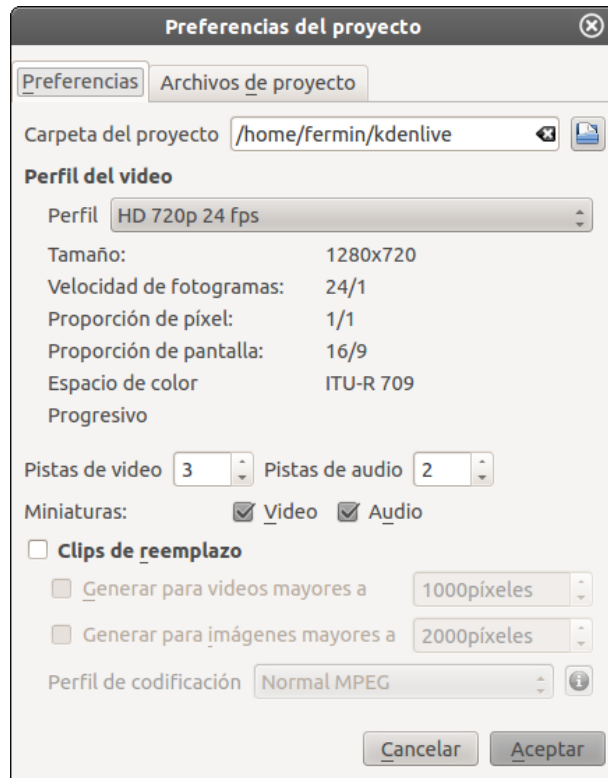 Preferencias del proyecto
Preferencias Archivos de proyecto
Carpeta del proyecto /home/fermin/kdenlive
Perfil del video
Perfil HD 720p 24 fps
Tamaño: 1280x720
Velocidad de fotogramas: 24/1
Proporción de píxel: 1/1
Proporción de pantalla: 16/9
Espacio de color ITU-R 709
Progresivo
Pistas de video 3 Pistas de audio 2
Miniaturas: Video Audio
Clips de reemplazo
Generar para videos mayores a 1000píxeles
Generar para imágenes mayores a 2000píxeles
Perfil de codificación Normal MPEG
Cancelar Aceptar